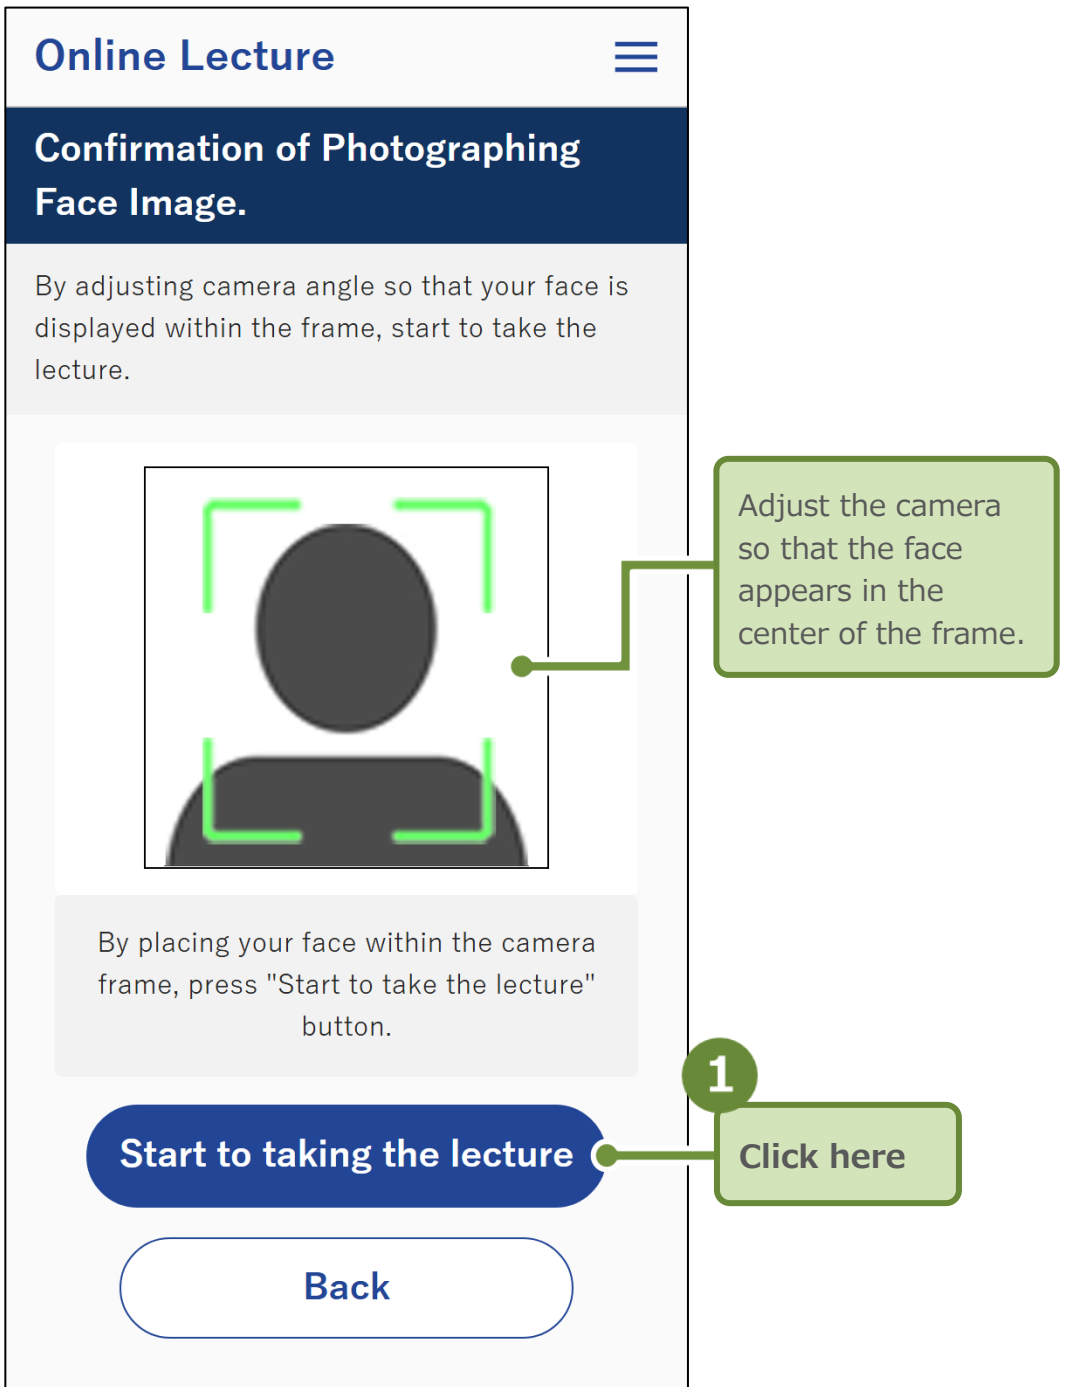 Online Lecture
Confirmation of Photographing
Face Image.
By adjusting camera angle so that your face is
displayed within the frame, start to take the
lecture.
Adjust the camera
so that the face
appears in the
center of the frame.
By placing your face within the camera
frame, press "Start to take the lecture"
button.
1
Start to taking the lecture
Click here
Back